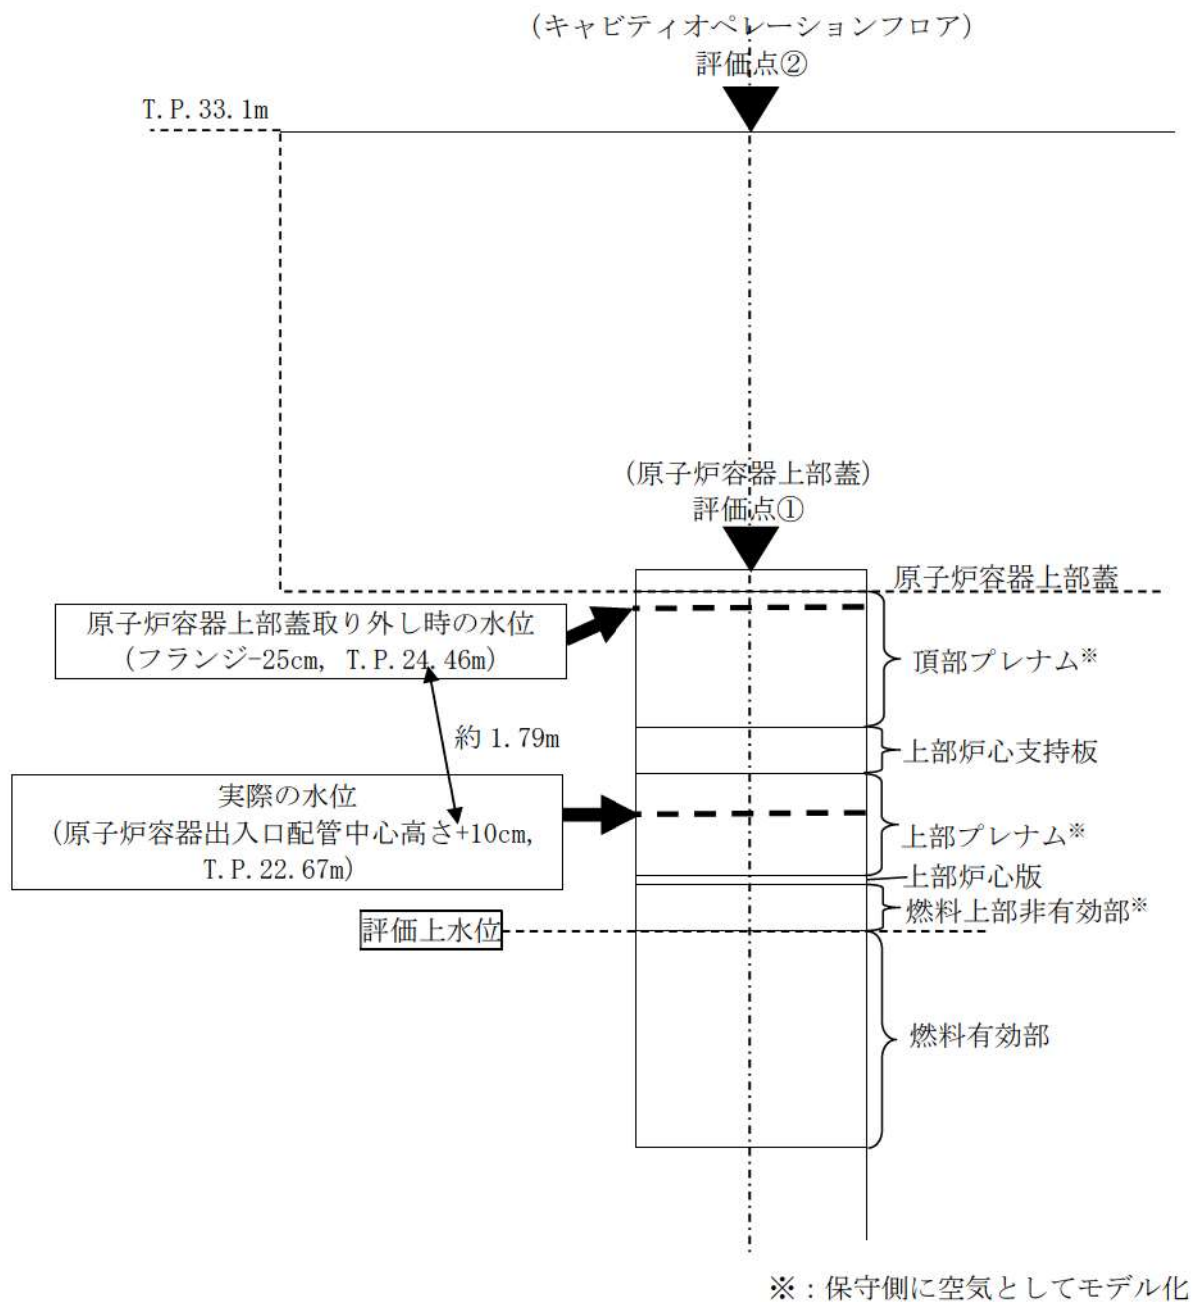 (キャビティオペレーションフロア)
評価点②
T.P.33.1m
(原子炉容器上部蓋)
評価点①
原子炉容器上部蓋
原子炉容器上部蓋取り外し時の水位
(フランジ-25cm, T.P.24.46m)
頂部プレナム※
約1.79m
上部炉心支持板
実際の水位
(原子炉容器出入口配管中心高さ+10cm,
T.P.22.67m)
上部プレナム※
上部炉心版
燃料上部非有効部※
評価上水位
燃料有効部
※:保守側に空気としてモデル化